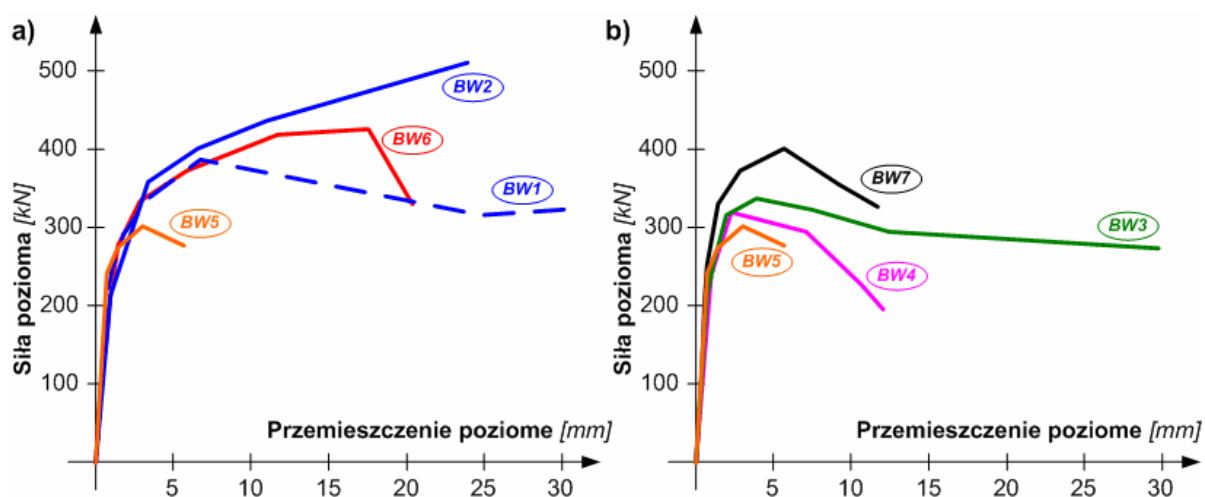 a)
Siła pozioma [kN]
500
400
300
200
100
BW2
BW6
BW1
BW5
Przemieszczenie poziome [mm]
5 10 15 20 25 30
b)
Siła pozioma [kN]
500
400
300
200
100
BW7
BW3
BW5
BW4
Przemieszczenie poziome [mm]
5 10 15 20 25 30